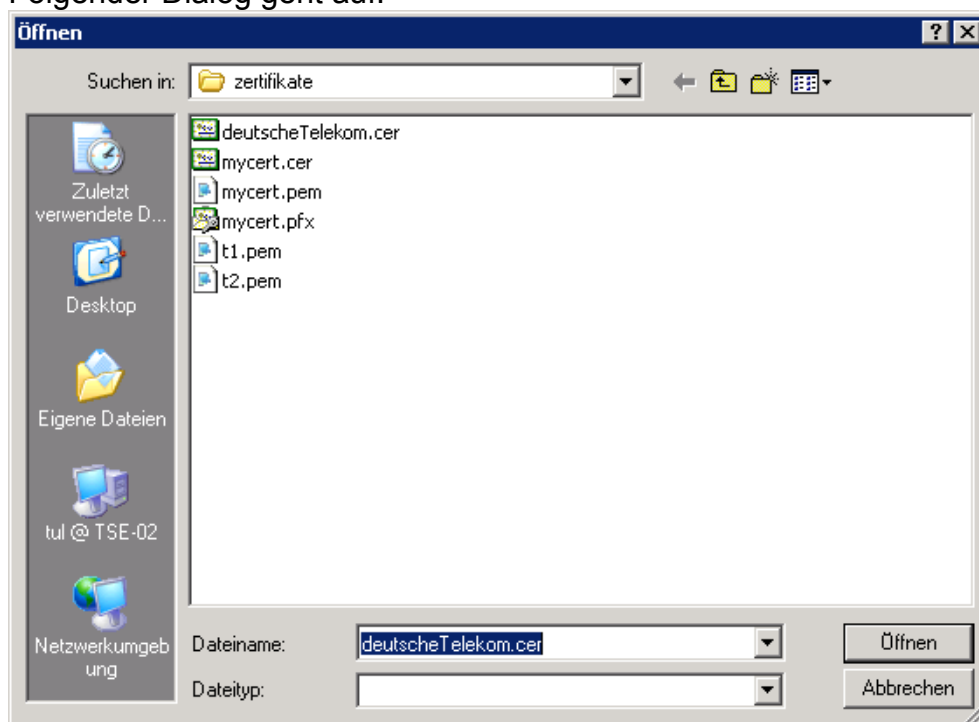 Folgender Dialog geht auf:
Öffnen
Suchen in: zertifikate
deutscheTelekom.cer
mycert.cer
mycert.pem
mycert.pfx
t1.pem
t2.pem
Zuletzt
verwendete D...
Desktop
Eigene Dateien
tul @ TSE-02
Netzwerkumgeb
ung
Dateiname: deutscheTelekom.cer Öffnen
Dateityp: Abbrechen